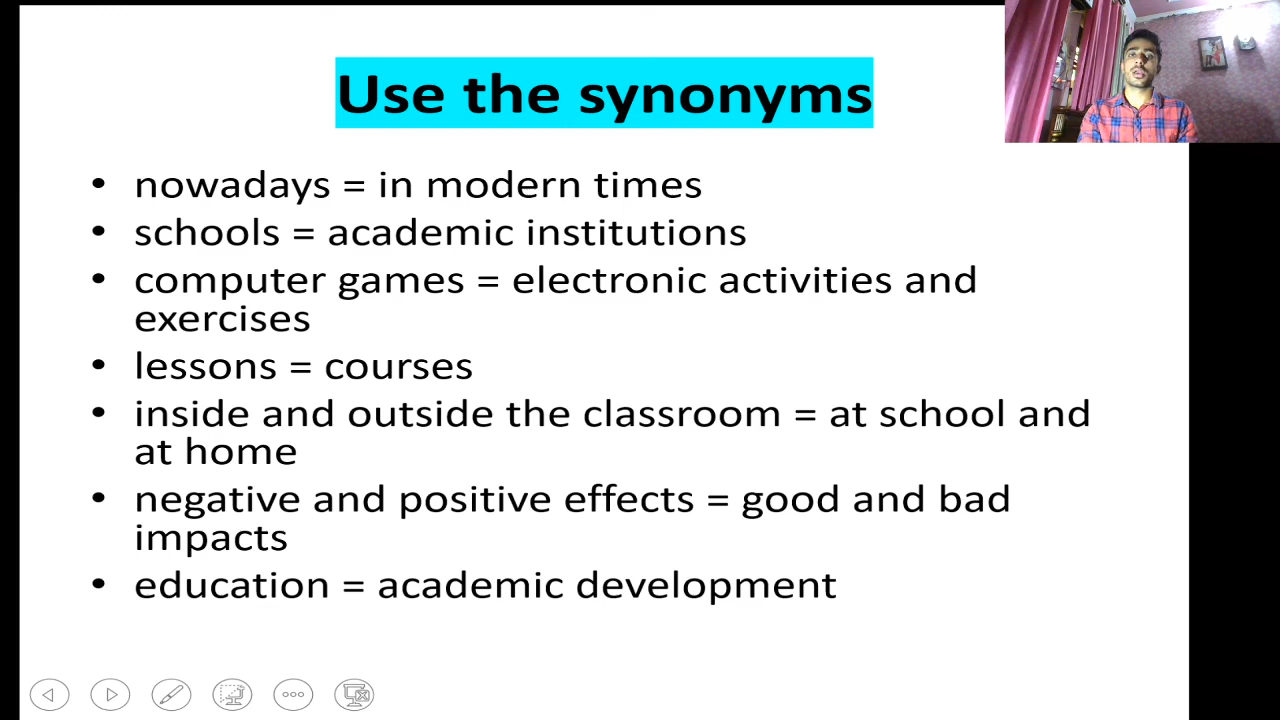 Use the synonyms
• nowadays = in modern times
• schools = academic institutions
• computer games = electronic activities and
exercises
• lessons = courses
• inside and outside the classroom = at school and
at home
• negative and positive effects = good and bad
impacts
• education = academic development